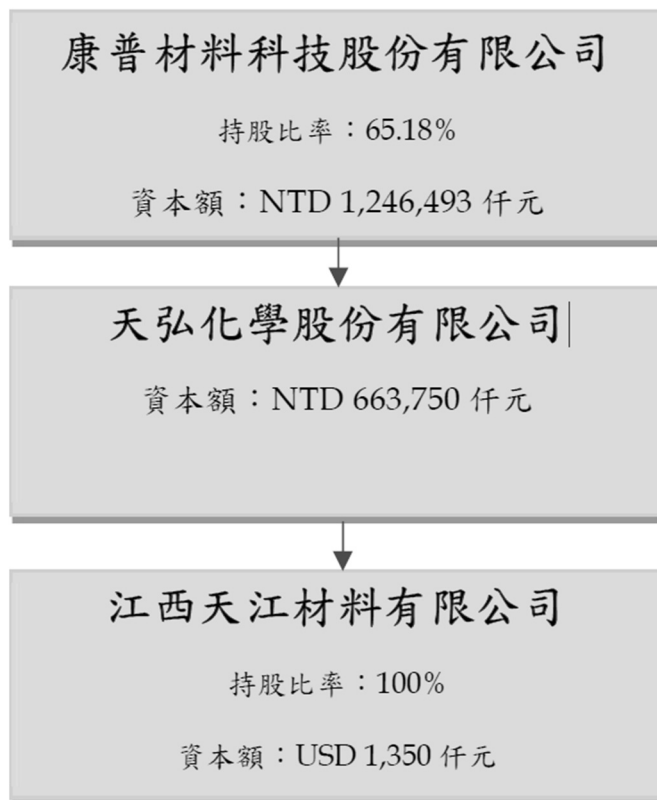 康普材料科技股份有限公司
持股比率：65.18%
資本額：NTD 1,246,493 仟元
天弘化學股份有限公司
資本額：NTD 663,750 仟元
江西天江材料有限公司
持股比率：100%
資本額：USD 1,350 仟元